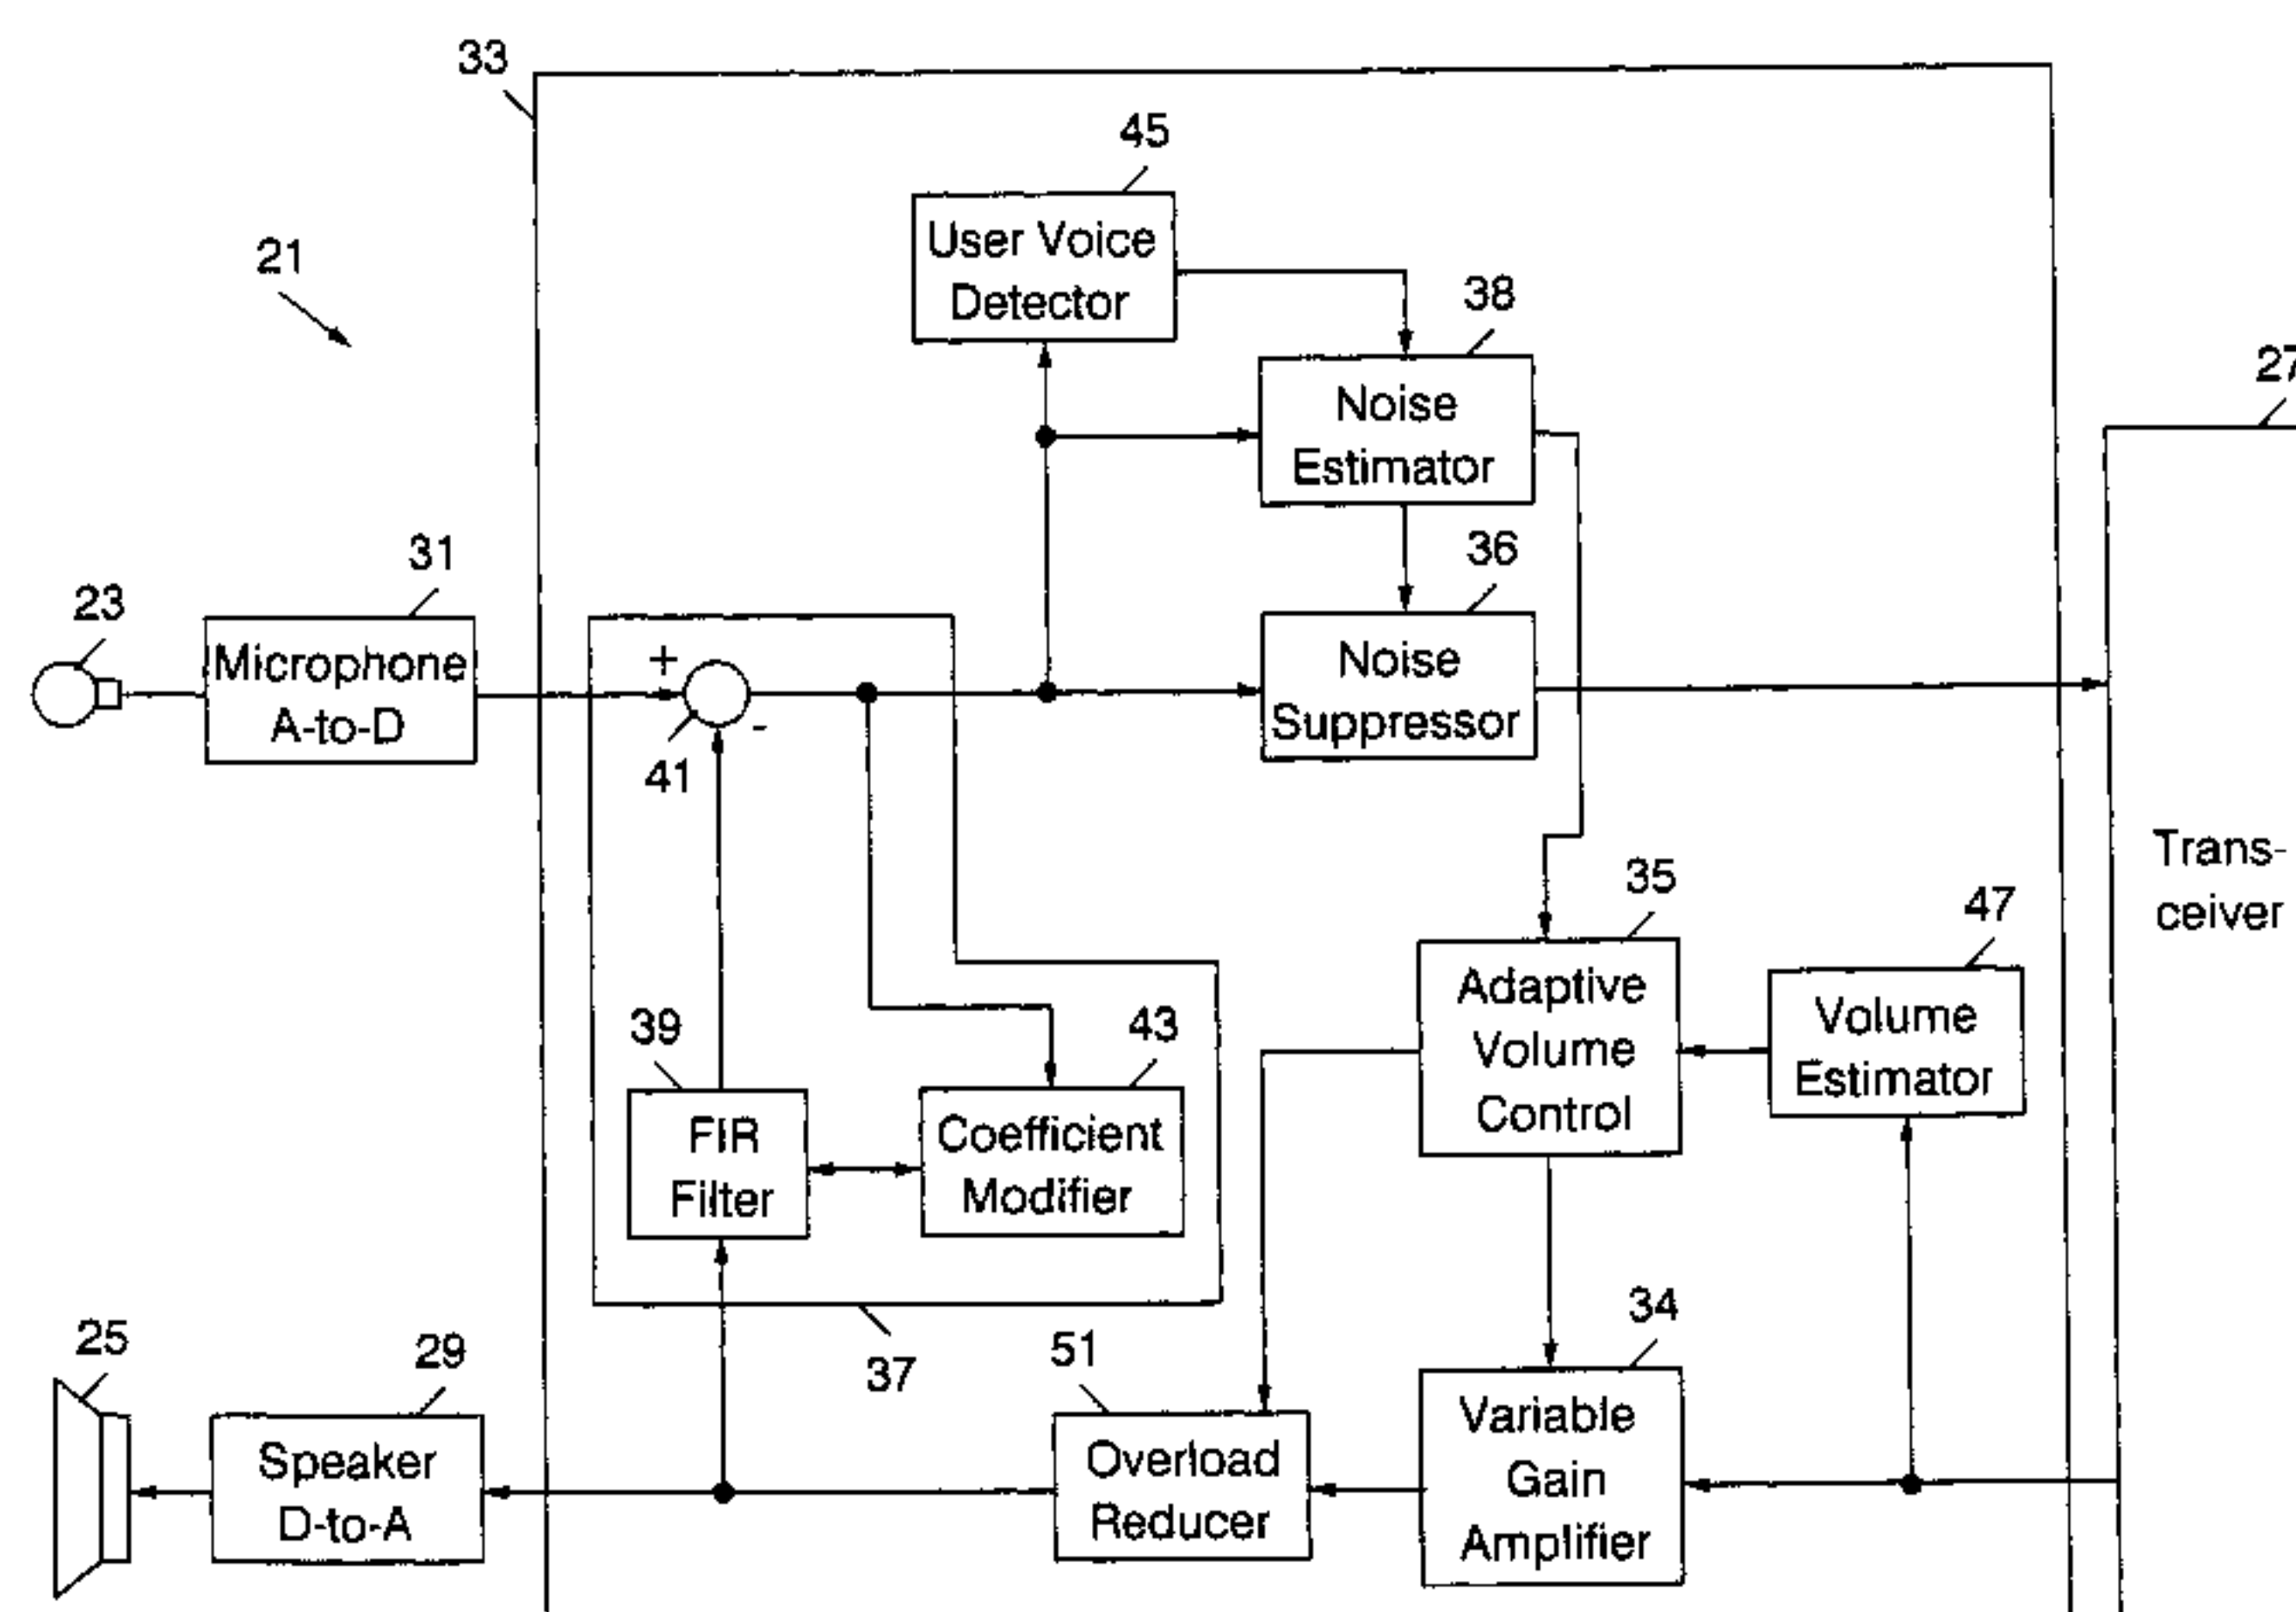 33
45
User Voice
Detector
21
38
Noise
Estimator
27
31
36
23
Microphone
A-to-D
+
-
41
Noise
Suppressor
Trans-
ceiver
35
47
Adaptive
Volume
Control
Volume
Estimator
39
43
FIR
Filter
Coefficient
Modifier
34
25
29
37
51
Speaker
D-to-A
Overload
Reducer
Variable
Gain
Amplifier